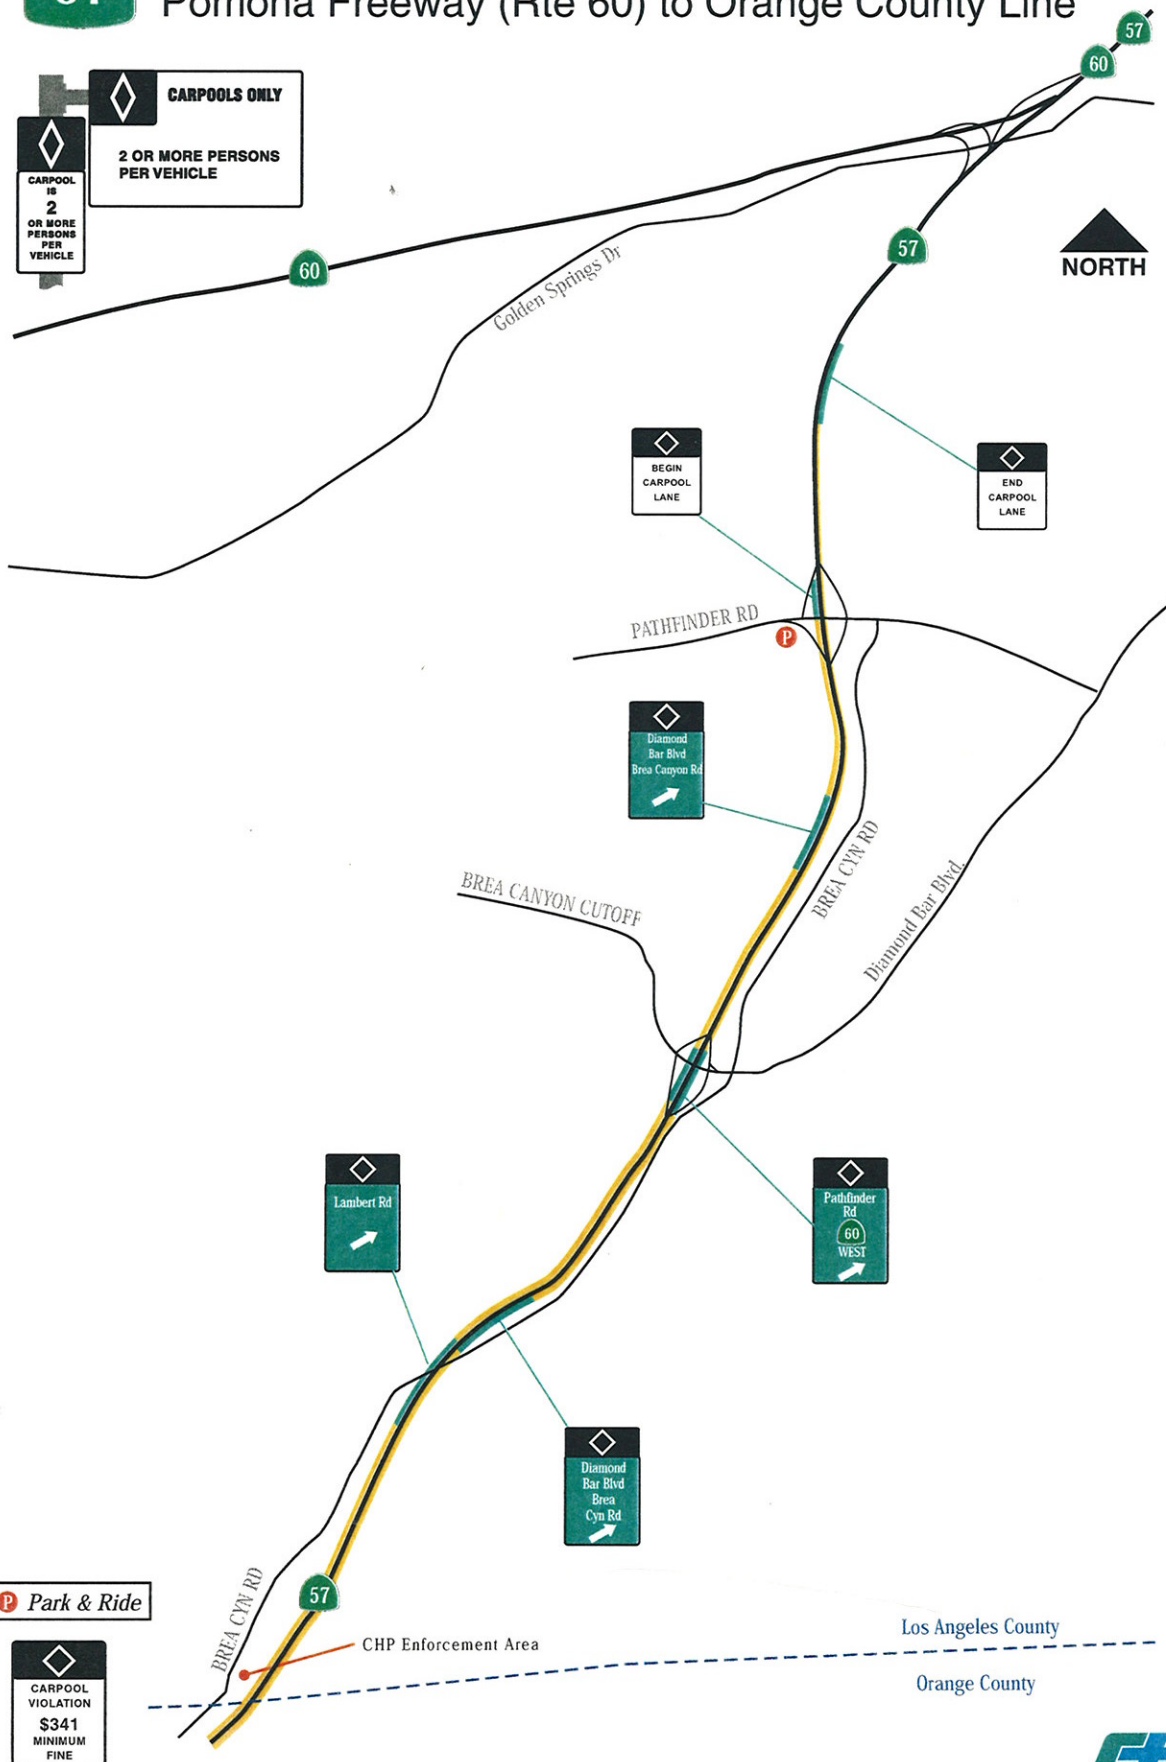 Pomona Freeway (Rte 60) to Orange County Line
57
60
CARPOOLS ONLY
2 OR MORE PERSONS
PER VEHICLE
CARPOOL
IS
2
OR MORE
PERSONS
PER
VEHICLE
57
NORTH
60
Golden Springs Dr
BEGIN
CARPOOL
LANE
END
CARPOOL
LANE
PATHFINDER RD
P
Diamond
Bar Blvd
Brea Canyon Rd
BREA CYN RD
BREA CANYON CUTOFF
Diamond Bar Blvd.
Lambert Rd
Pathfinder
Rd
60
WEST
Diamond
Bar Blvd
Brea
Cyn Rd
57
P Park & Ride
BREA CYN RD
CHP Enforcement Area
Los Angeles County
Orange County
CARPOOL
VIOLATION
$341
MINIMUM
FINE